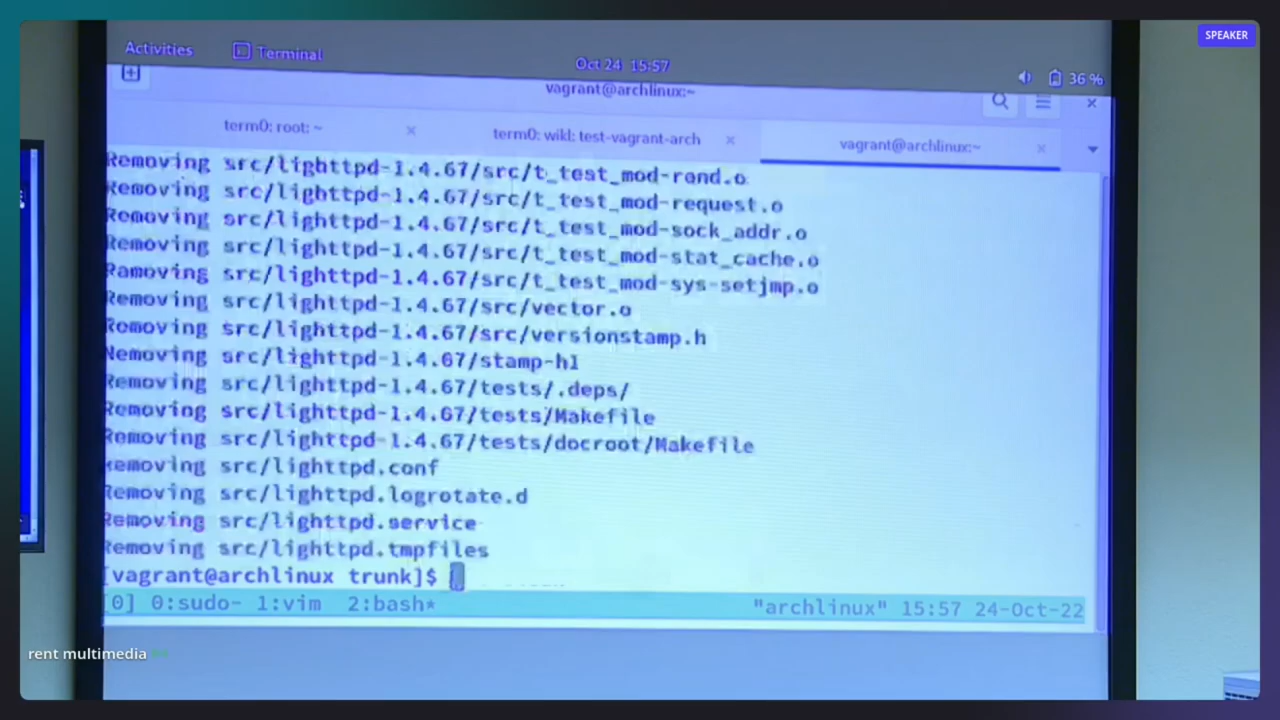 SPEAKER
Activities Terminal
Oct 24 15:57
36 %
vagrant@archlinux:~
term0: root: ~
term0: wikl: test-vagrant-arch
vagrant@archlinux:~
Removing src/lighttpd-1.4.67/src/t_test_mod-rand.o
Removing src/lighttpd-1.4.67/src/t_test_mod-request.o
Removing src/lighttpd-1.4.67/src/t_test_mod-sock_addr.o
Removing src/lighttpd-1.4.67/src/t_test_mod-stat_cache.o
Removing src/lighttpd-1.4.67/src/t_test_mod-sys-setjmp.o
Removing src/lighttpd-1.4.67/src/vector.o
Removing src/lighttpd-1.4.67/src/versionstamp.h
Removing src/lighttpd-1.4.67/stamp-h1
Removing src/lighttpd-1.4.67/tests/.deps/
Removing src/lighttpd-1.4.67/tests/Makefile
Removing src/lighttpd-1.4.67/tests/docroot/Makefile
Removing src/lighttpd.conf
Removing src/lighttpd.logrotate.d
Removing src/lighttpd.service
Removing src/lighttpd.tmpfiles
[vagrant@archlinux trunk]$
[0] 0:sudo- 1:vim 2:bash* "archlinux" 15:57 24-Oct-22
rent multimedia